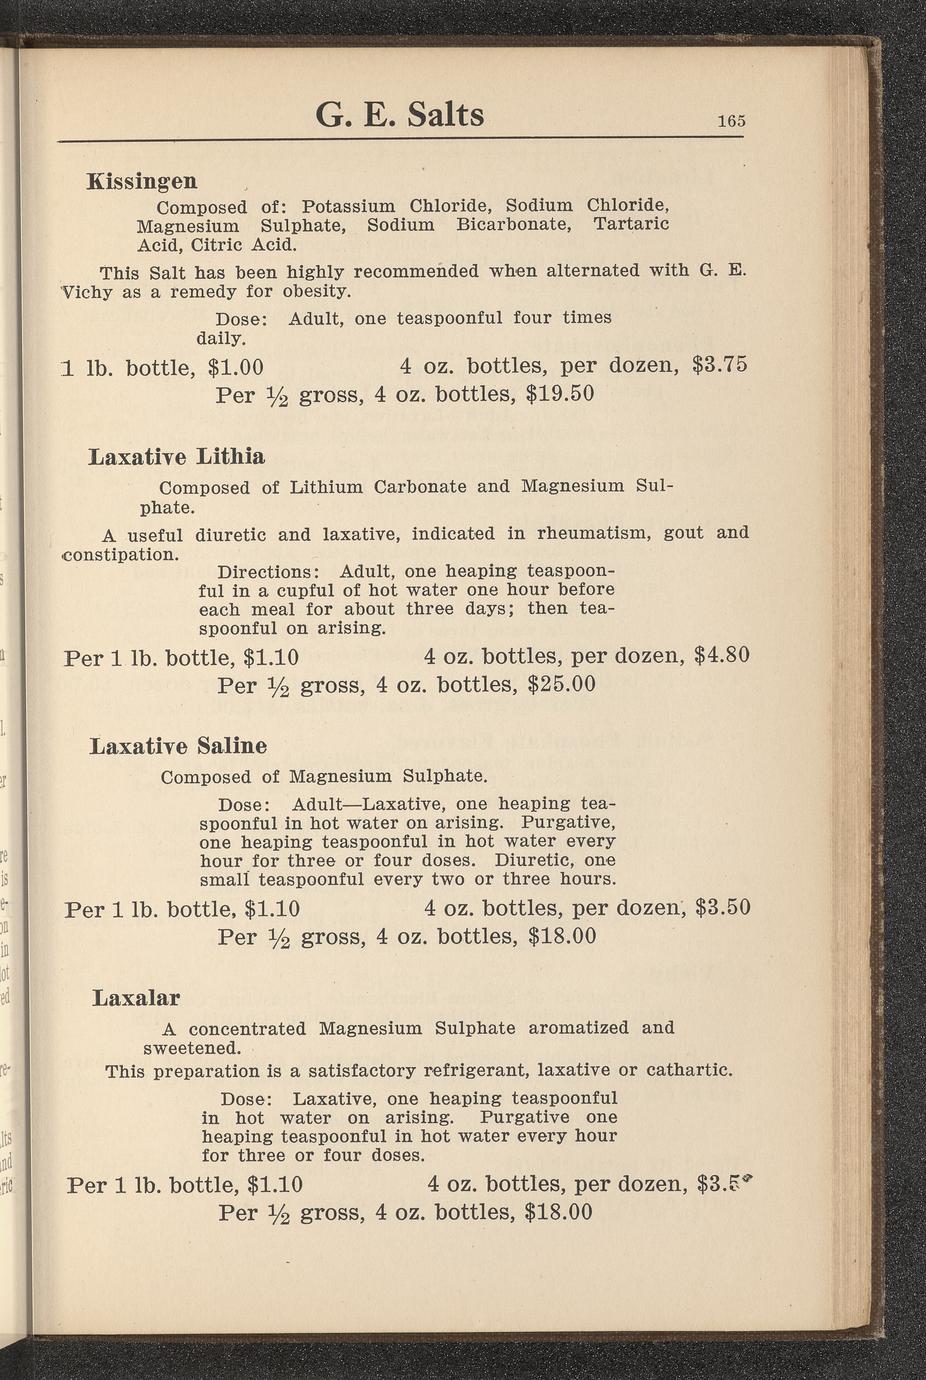 G. E. Salts
165
Kissingen
Composed of: Potassium Chloride, Sodium Chloride,
Magnesium Sulphate, Sodium Bicarbonate, Tartaric
Acid, Citric Acid.
This Salt has been highly recommended when alternated with G. E.
Vichy as a remedy for obesity.
Dose: Adult, one teaspoonful four times
daily.
1 lb. bottle, $1.00 4 oz. bottles, per dozen, $3.75
Per ½ gross, 4 oz. bottles, $19.50
Laxative Lithia
Composed of Lithium Carbonate and Magnesium Sul-
phate.
A useful diuretic and laxative, indicated in rheumatism, gout and
constipation.
Directions: Adult, one heaping teaspoon-
ful in a cupful of hot water one hour before
each meal for about three days; then tea-
spoonful on arising.
Per 1 lb. bottle, $1.10 4 oz. bottles, per dozen, $4.80
Per ½ gross, 4 oz. bottles, $25.00
Laxative Saline
Composed of Magnesium Sulphate.
Dose: Adult—Laxative, one heaping tea-
spoonful in hot water on arising. Purgative,
one heaping teaspoonful in hot water every
hour for three or four doses. Diuretic, one
small teaspoonful every two or three hours.
Per 1 lb. bottle, $1.10 4 oz. bottles, per dozen, $3.50
Per ½ gross, 4 oz. bottles, $18.00
Laxalar
A concentrated Magnesium Sulphate aromatized and
sweetened.
This preparation is a satisfactory refrigerant, laxative or cathartic.
Dose: Laxative, one heaping teaspoonful
in hot water on arising. Purgative one
heaping teaspoonful in hot water every hour
for three or four doses.
Per 1 lb. bottle, $1.10 4 oz. bottles, per dozen,
Per ½ gross, 4 oz. bottles, $18.00